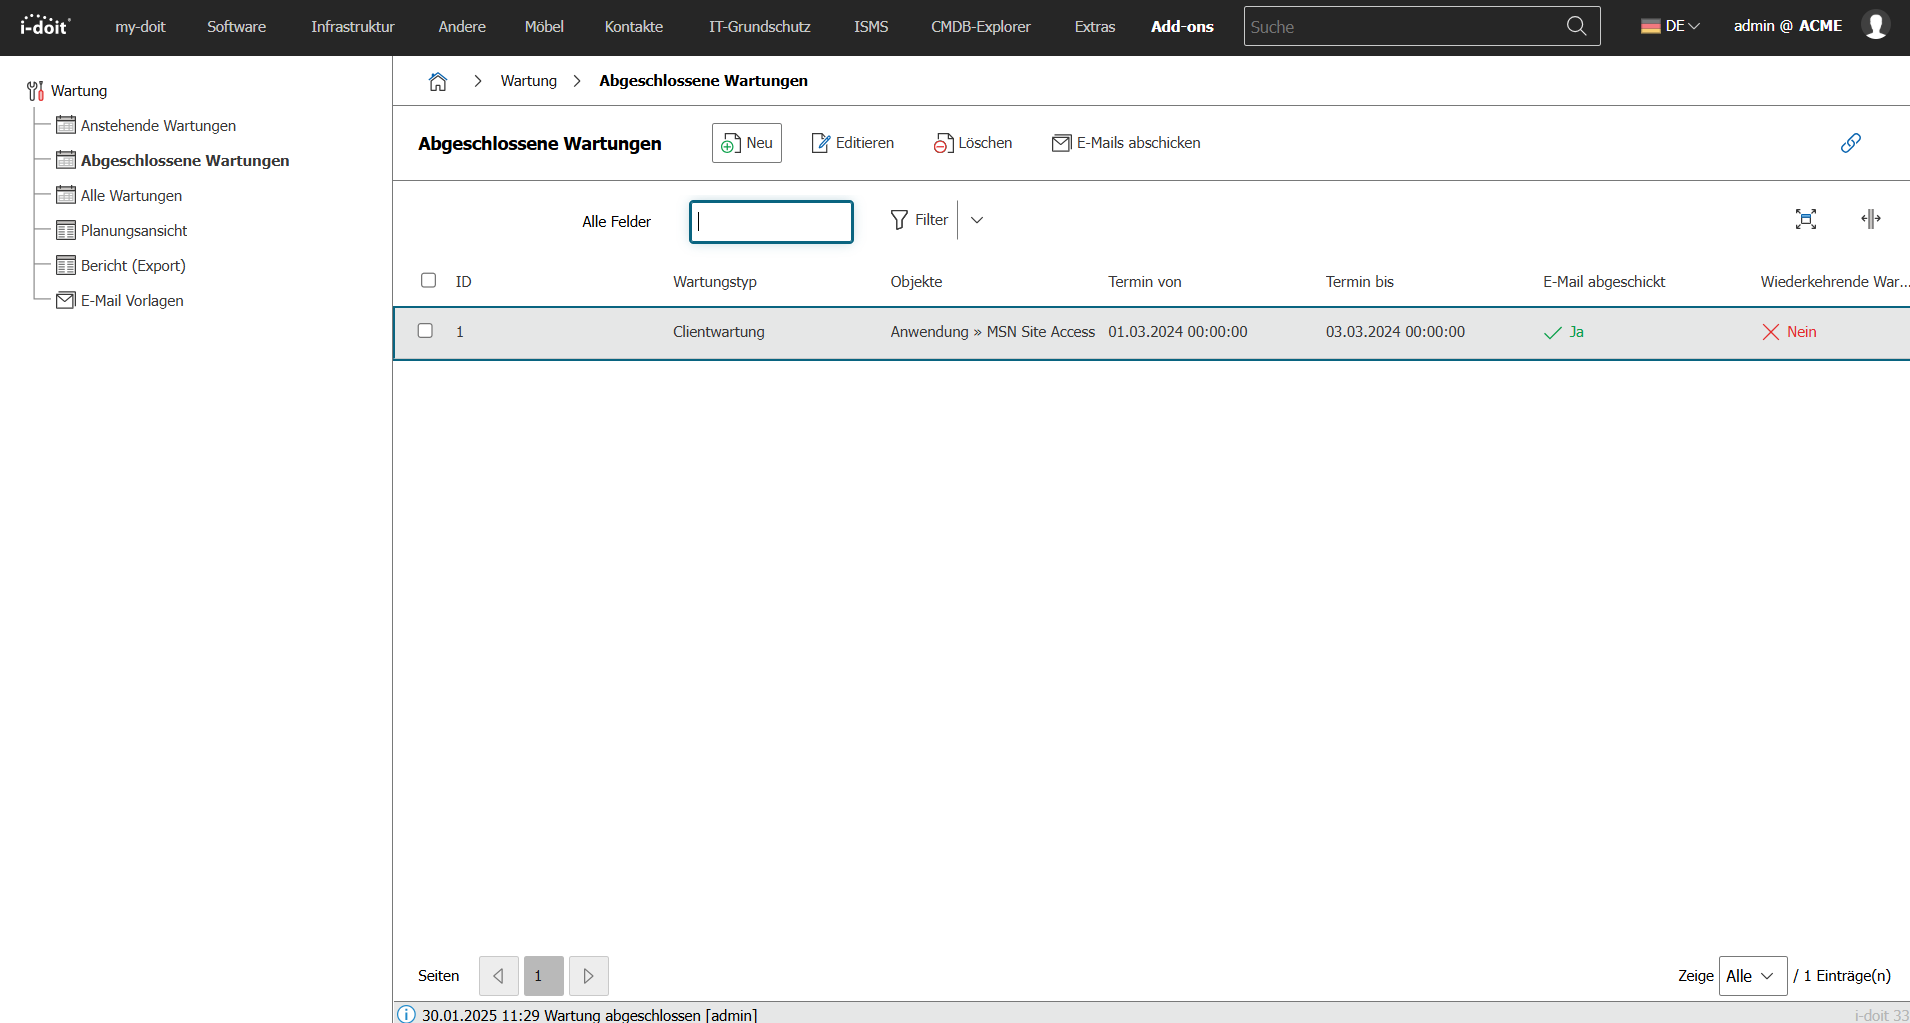 i-doit my-doit Software Infrastruktur Andere Möbel Kontakte IT-Grundschutz ISMS CMDB-Explorer Extras Add-ons Suche DE admin @ ACME
Wartung
Anstehende Wartungen
Abgeschlossene Wartungen
Alle Wartungen
Planungsansicht
Bericht (Export)
E-Mail Vorlagen
Wartung Abgeschlossene Wartungen
Abgeschlossene Wartungen Neu Editieren Löschen E-Mails abschicken
Alle Felder Filter
ID Wartungstyp Objekte Termin von Termin bis E-Mail abgeschickt Wiederkehrende War...
1 Clientwartung Anwendung » MSN Site Access 01.03.2024 00:00:00 03.03.2024 00:00:00 Ja Nein
Seiten 1 Zeige Alle / 1 Einträge(n)
30.01.2025 11:29 Wartung abgeschlossen [admin] i-doit 33